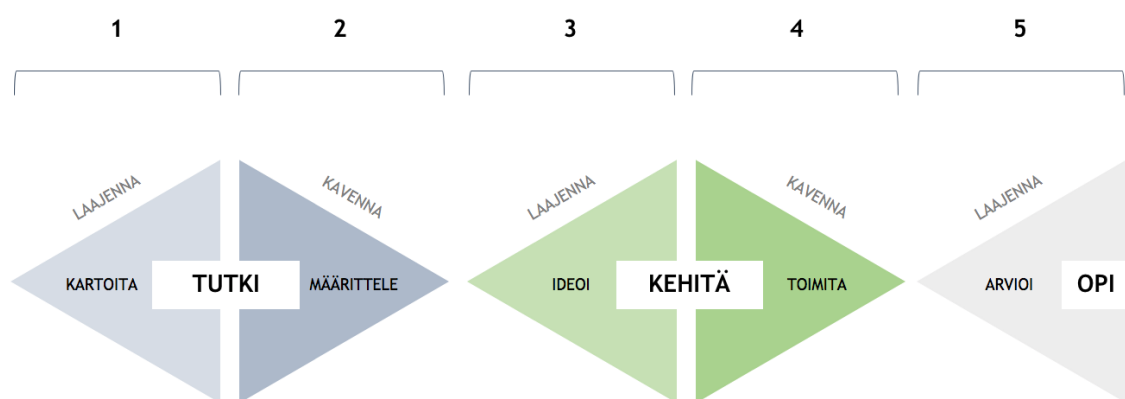 1 2 3 4 5
LAAJENNA KAVENNA LAAJENNA KAVENNA LAAJENNA
KARTOITA TUTKI MÄÄRITTELE IDEOI KEHITÄ TOIMITA ARVIOI OPI